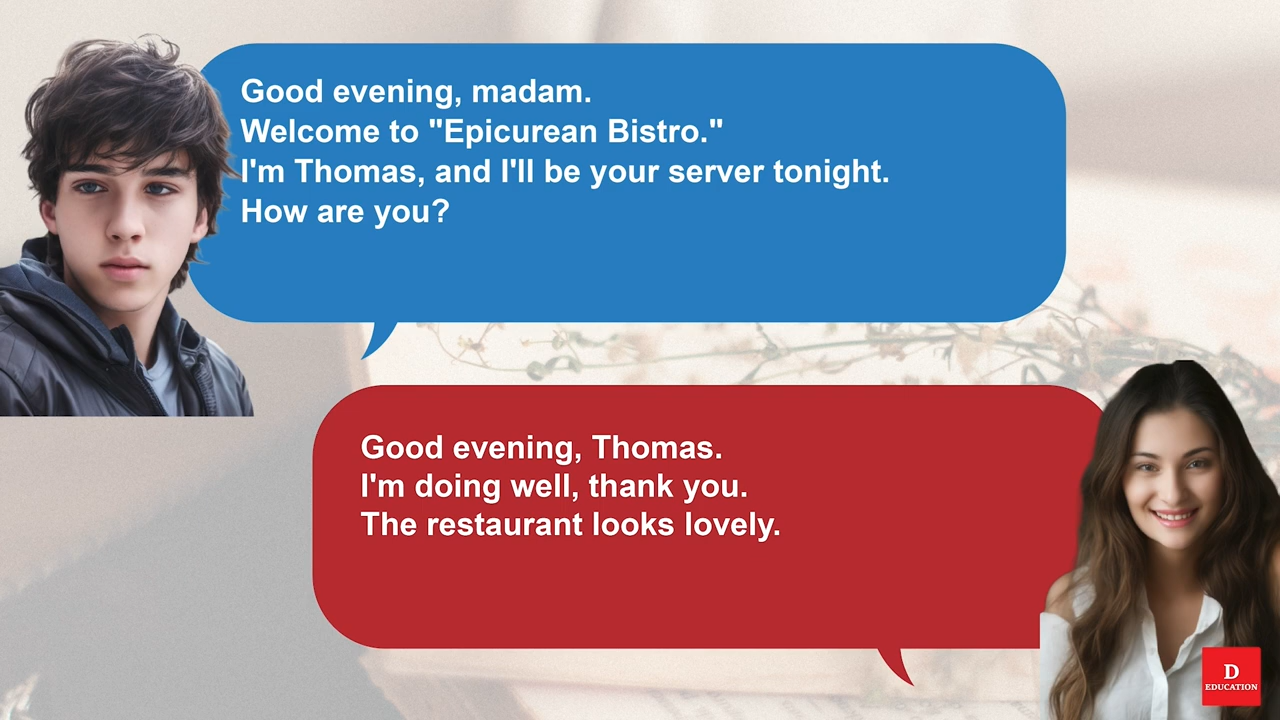 Good evening, madam.
Welcome to "Epicurean Bistro."
I'm Thomas, and I'll be your server tonight.
How are you?
Good evening, Thomas.
I'm doing well, thank you.
The restaurant looks lovely.
D
EDUCATION